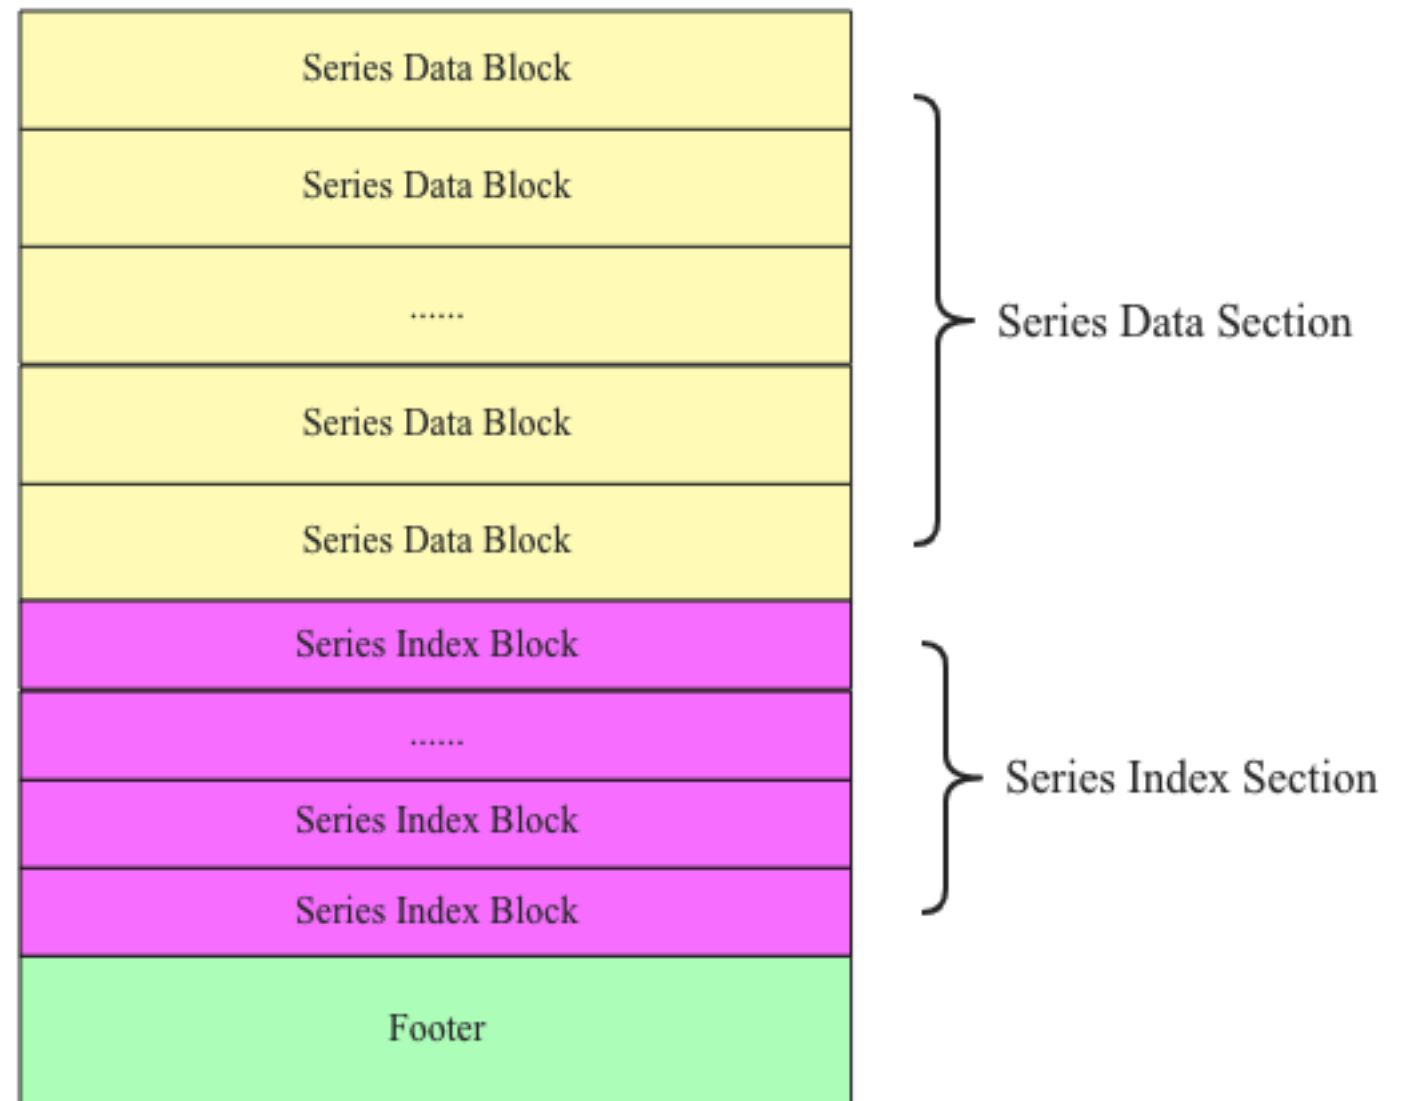 Series Data Block
Series Data Block
......
Series Data Section
Series Data Block
Series Data Block
Series Index Block
......
Series Index Section
Series Index Block
Series Index Block
Footer